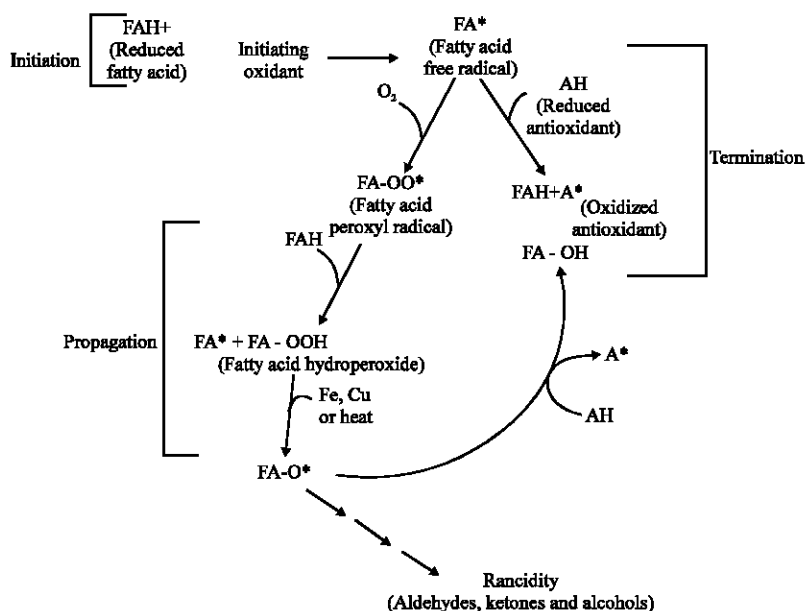 Initiation
FAH+
(Reduced
fatty acid)
Initiating
oxidant
FA*
(Fatty acid
free radical)
O₂
AH
(Reduced
antioxidant)
Termination
FA-OO*
(Fatty acid
peroxyl radical)
FAH+A*
(Oxidized
antioxidant)
FA - OH
FAH
Propagation
FA* + FA - OOH
(Fatty acid hydroperoxide)
Fe, Cu
or heat
A*
AH
FA-O*
Rancidity
(Aldehydes, ketones and alcohols)